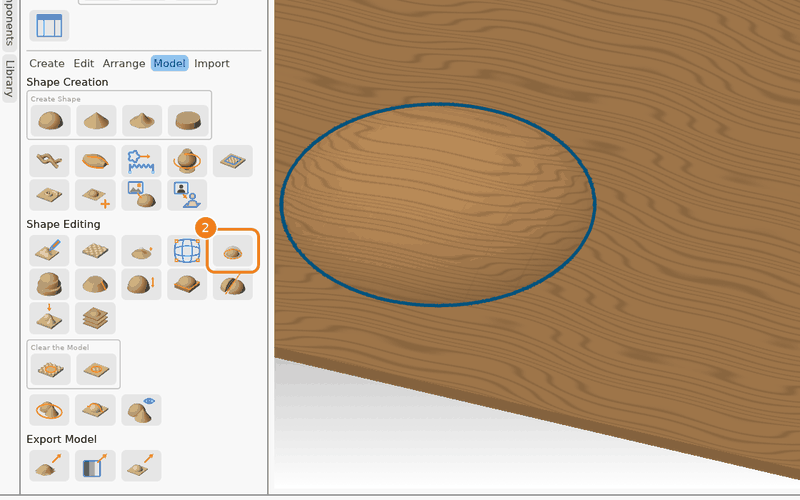 ponents
Library
Create Edit Arrange Model Import
Shape Creation
Create Shape
Shape Editing
2
Clear the Model
Export Model